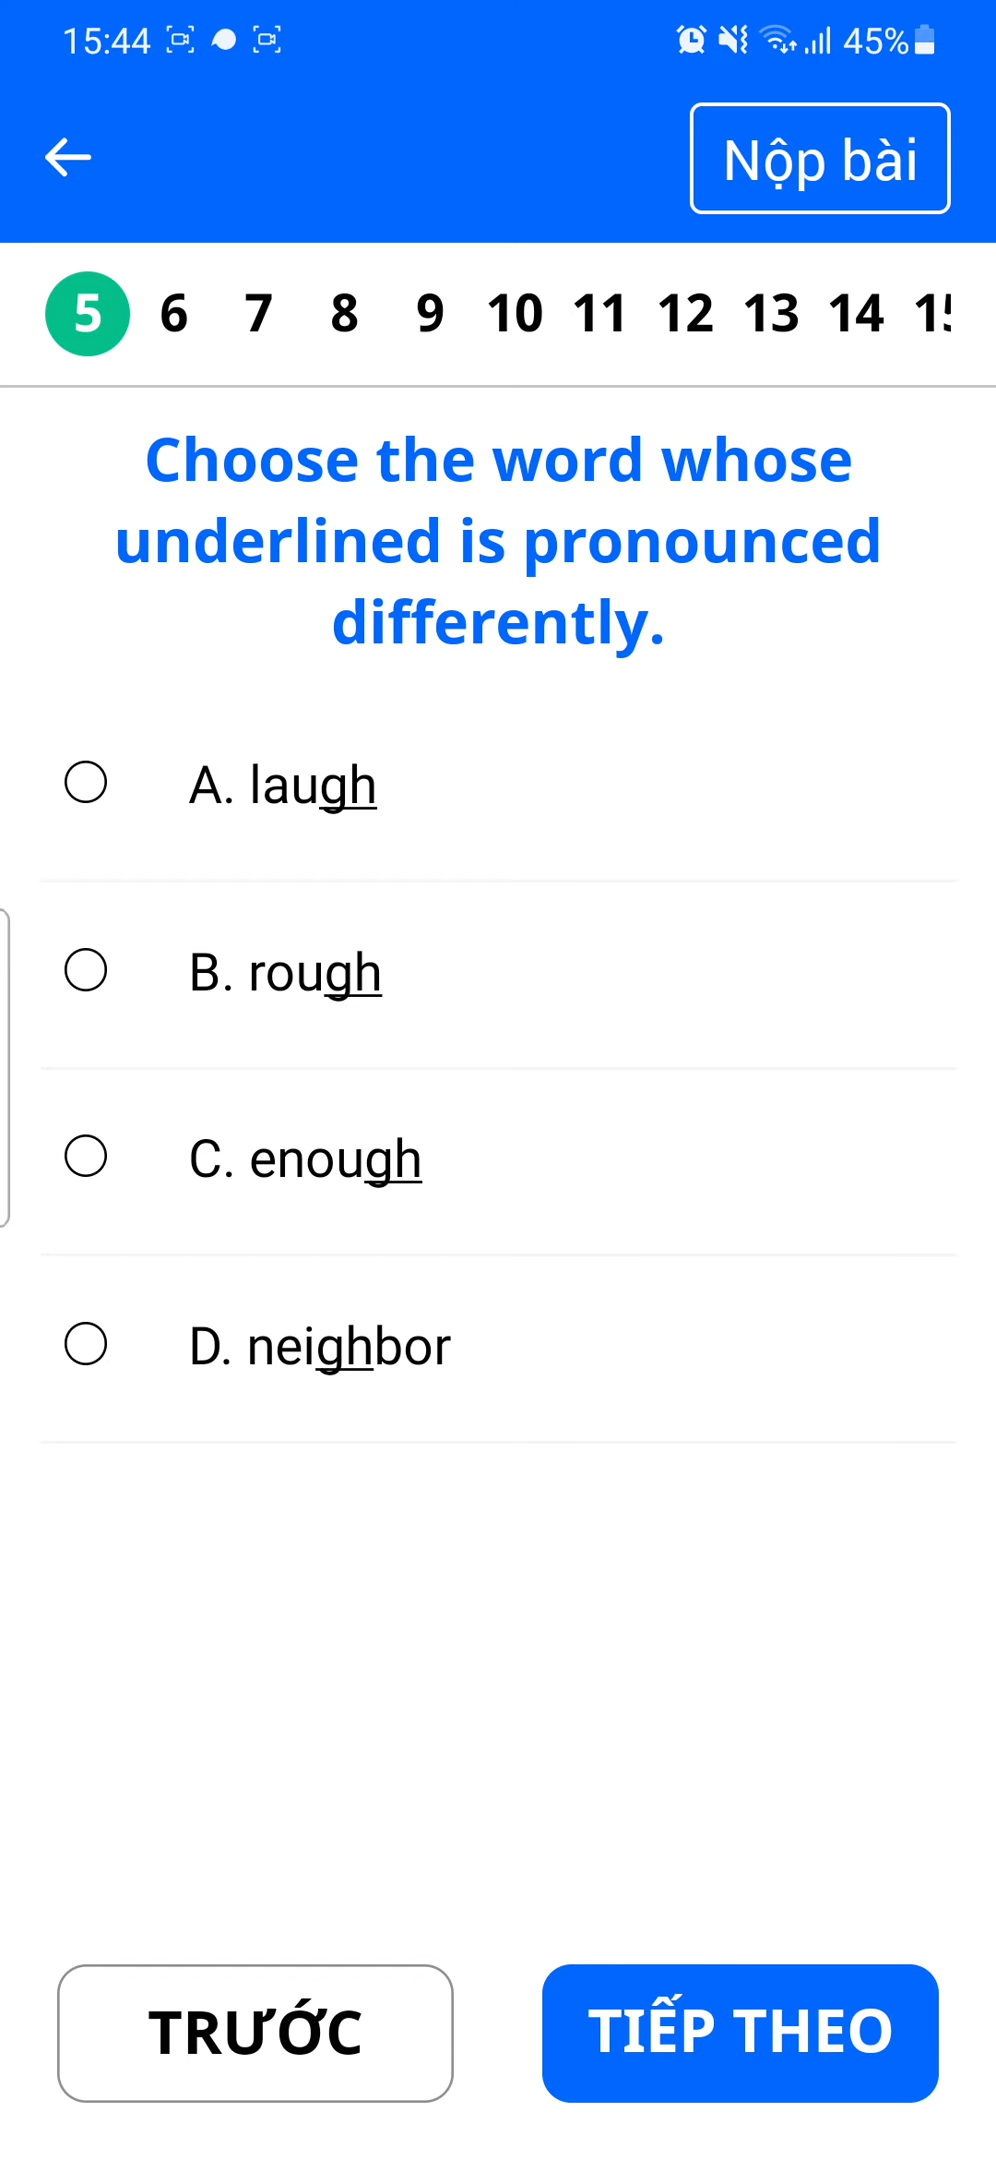 15:44 45%
Nộp bài
5 6 7 8 9 10 11 12 13 14
Choose the word whose
underlined is pronounced
differently.
A. laugh
B. rough
C. enough
D. neighbor
TRƯỚC TIẾP THEO